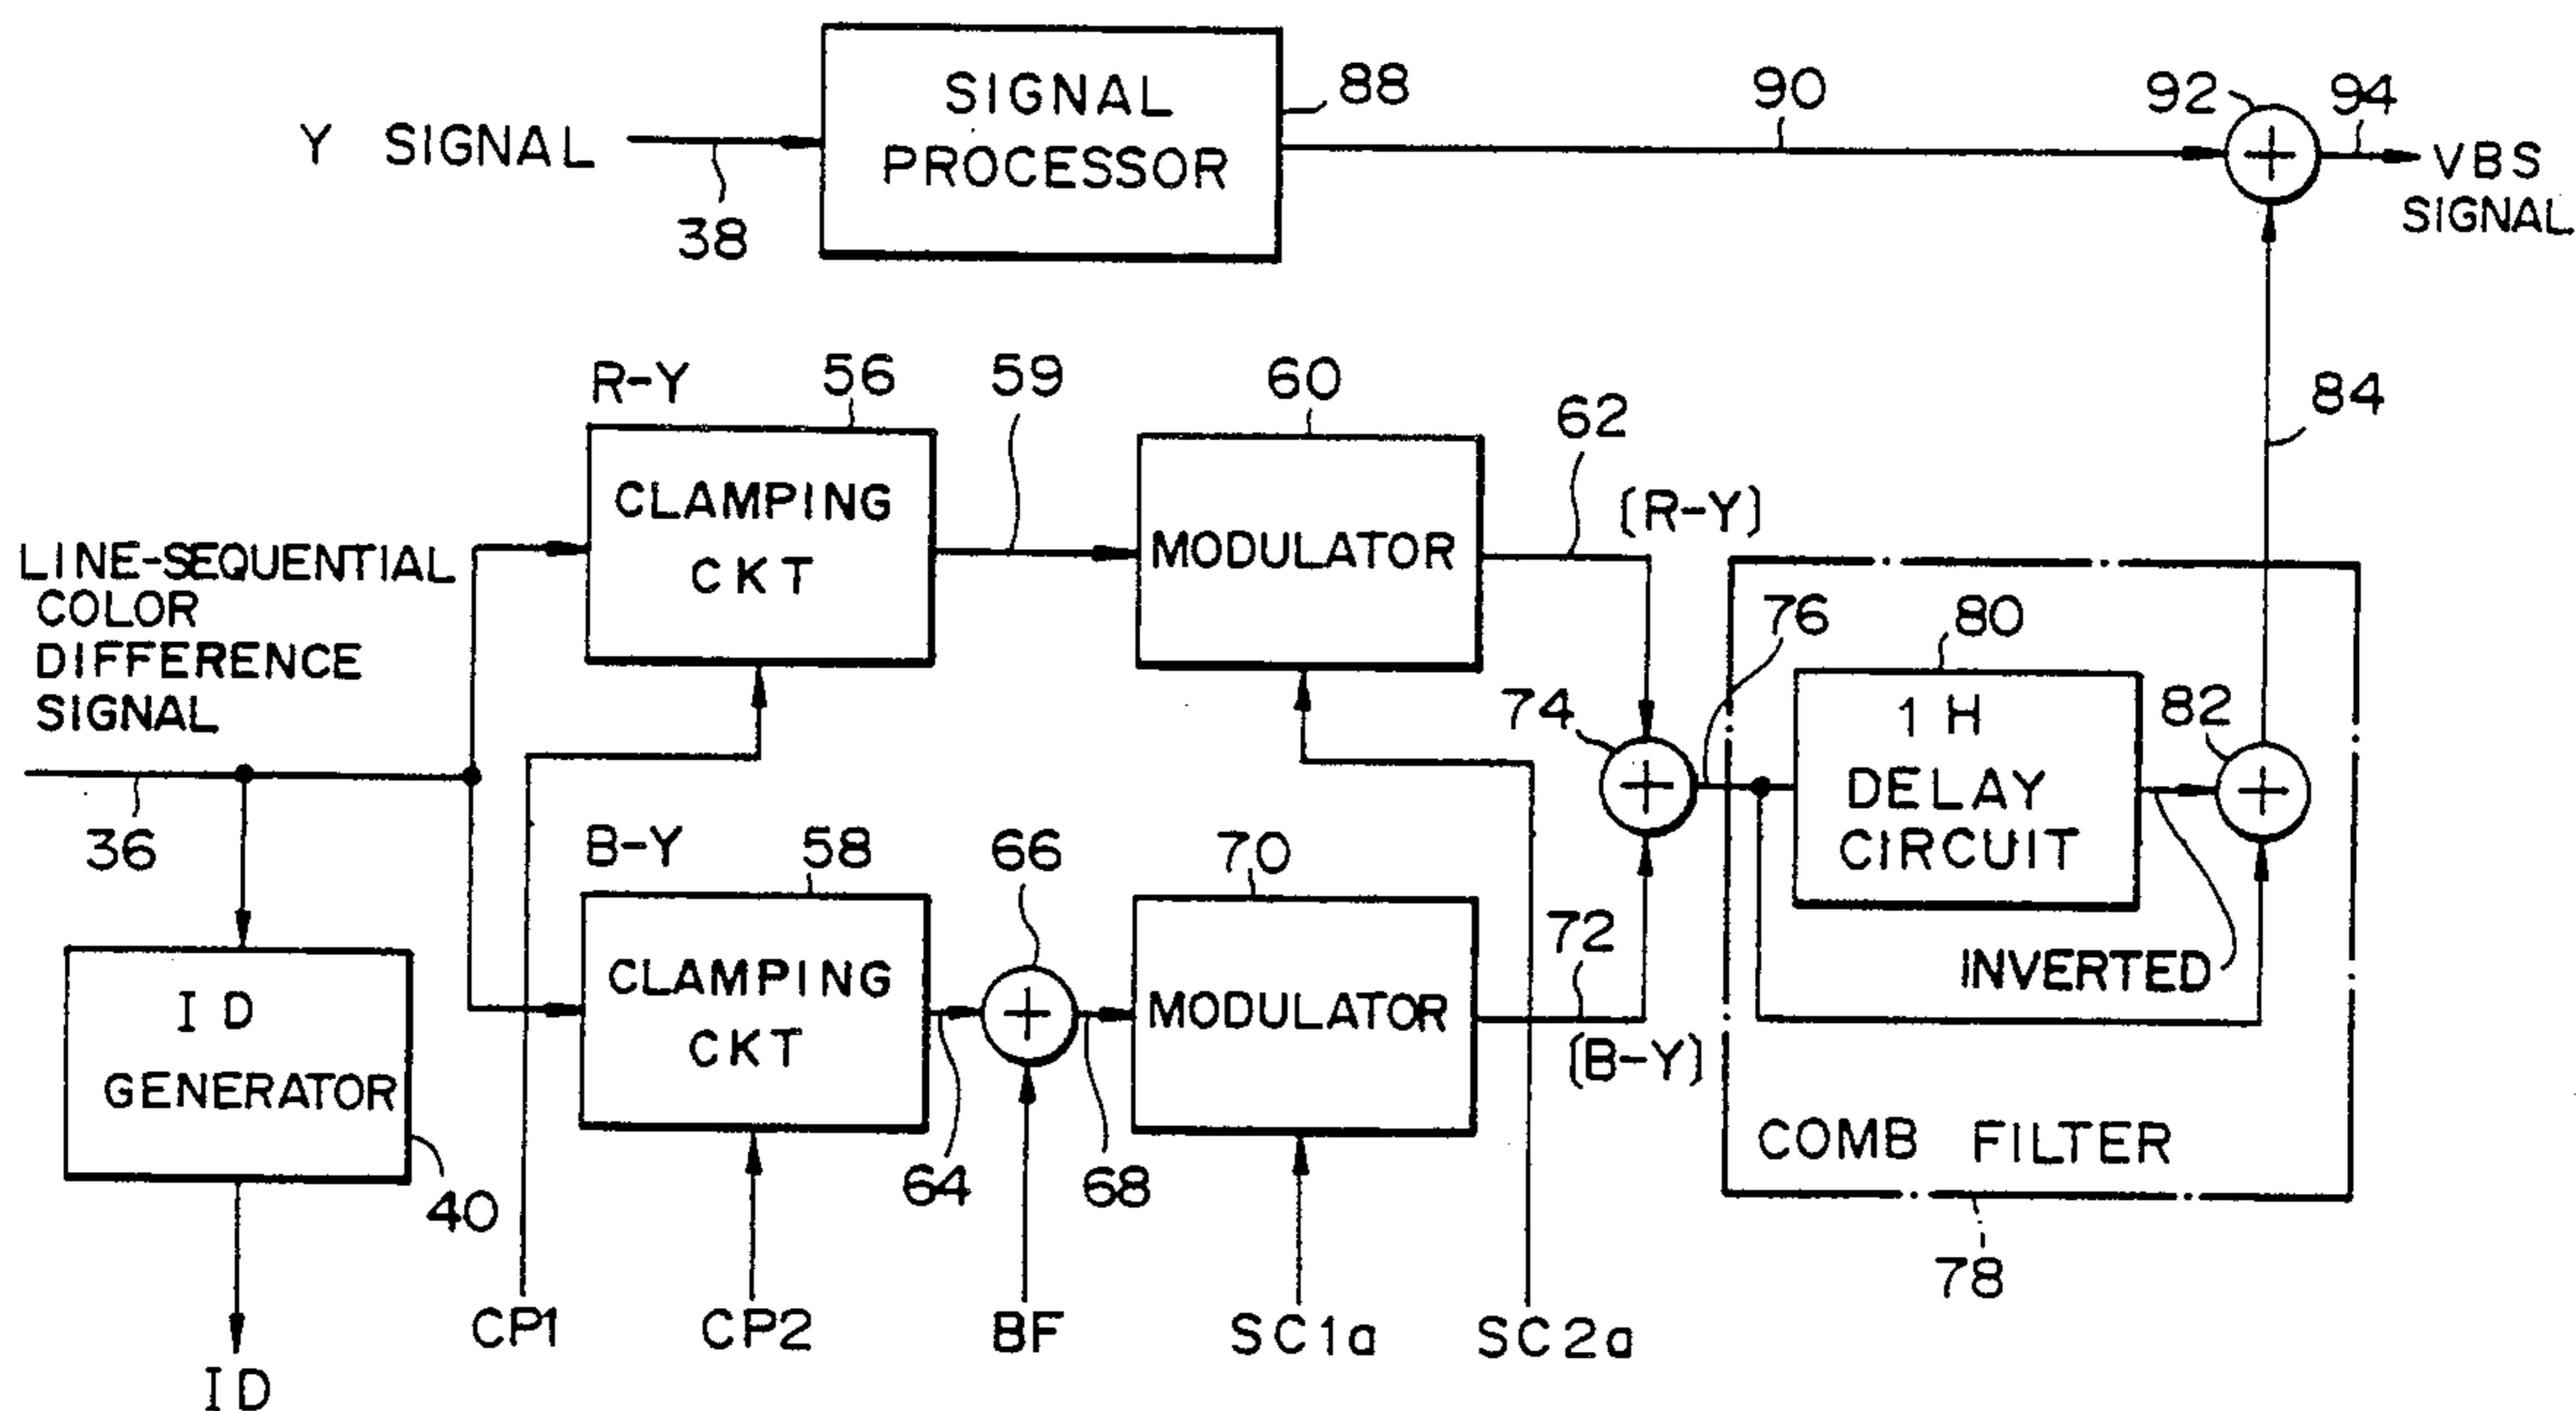 Y SIGNAL
38
SIGNAL
PROCESSOR
88
90
92
94
VBS
SIGNAL
84
LINE-SEQUENTIAL
COLOR
DIFFERENCE
SIGNAL
36
R-Y
56
CLAMPING
CKT
59
60
MODULATOR
62
(R-Y)
B-Y
58
CLAMPING
CKT
64
66
68
70
MODULATOR
72
(B-Y)
74
76
80
1H
DELAY
CIRCUIT
82
INVERTED
COMB FILTER
78
ID
GENERATOR
40
ID
CP1
CP2
BF
SC1a
SC2a